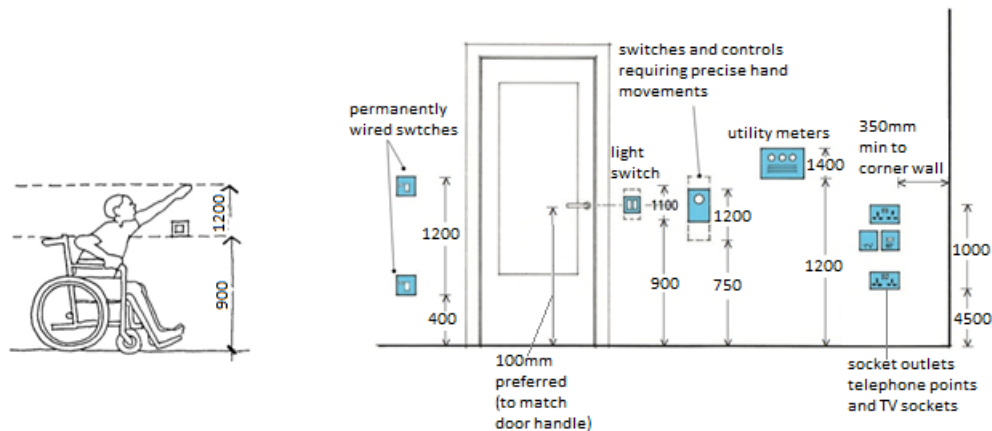 1200
900
permanently
wired swtches
1200
400
100mm
preferred
(to match
door handle)
light
switch
1100
900
switches and controls
requiring precise hand
movements
1200
750
utility meters
1400
1200
350mm
min to
corner wall
1000
4500
socket outlets
telephone points
and TV sockets